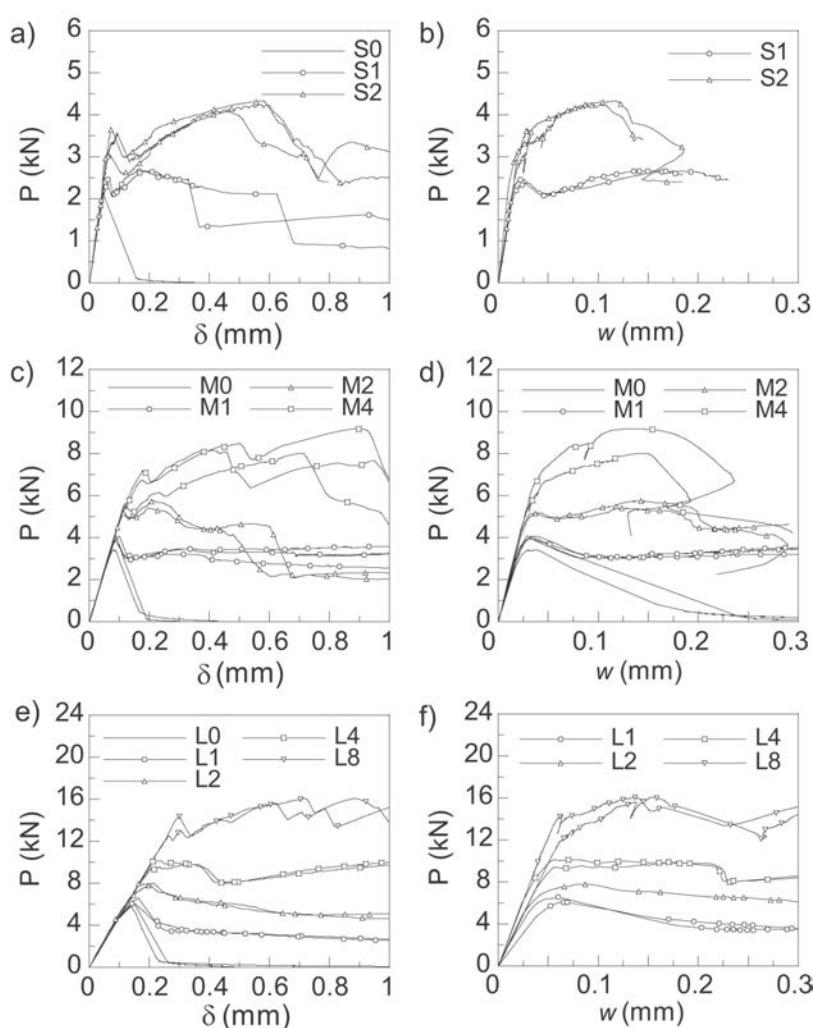 a)
6
5
4
3
2
1
0
P (kN)
S0
S1
S2
0 0.2 0.4 0.6 0.8 1
δ (mm)
b)
6
5
4
3
2
1
0
P (kN)
S1
S2
0 0.1 0.2 0.3
w (mm)
c)
12
10
8
6
4
2
0
P (kN)
M0 M2
M1 M4
0 0.2 0.4 0.6 0.8 1
δ (mm)
d)
12
10
8
6
4
2
0
P (kN)
M0 M2
M1 M4
0 0.1 0.2 0.3
w (mm)
e)
24
20
16
12
8
4
0
P (kN)
L0 L4
L1 L8
L2
0 0.2 0.4 0.6 0.8 1
δ (mm)
f)
24
20
16
12
8
4
0
P (kN)
L1 L4
L2 L8
0 0.1 0.2 0.3
w (mm)